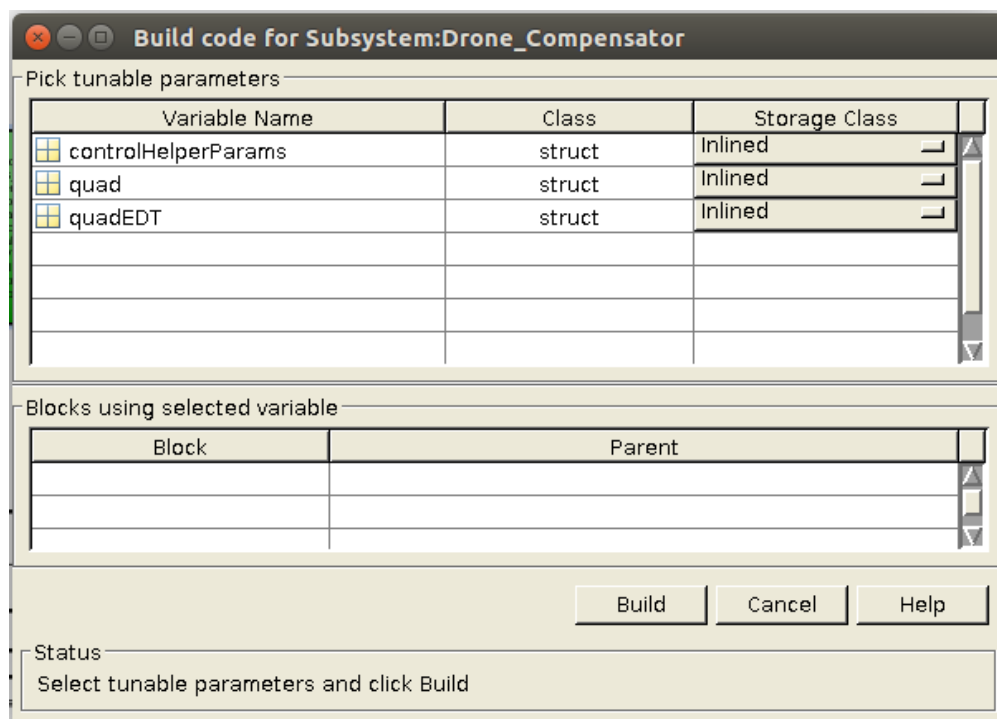 Build code for Subsystem:Drone_Compensator
Pick tunable parameters
Variable Name Class Storage Class
controlHelperParams struct Inlined
quad struct Inlined
quadEDT struct Inlined
Blocks using selected variable
Block Parent
Build Cancel Help
Status
Select tunable parameters and click Build